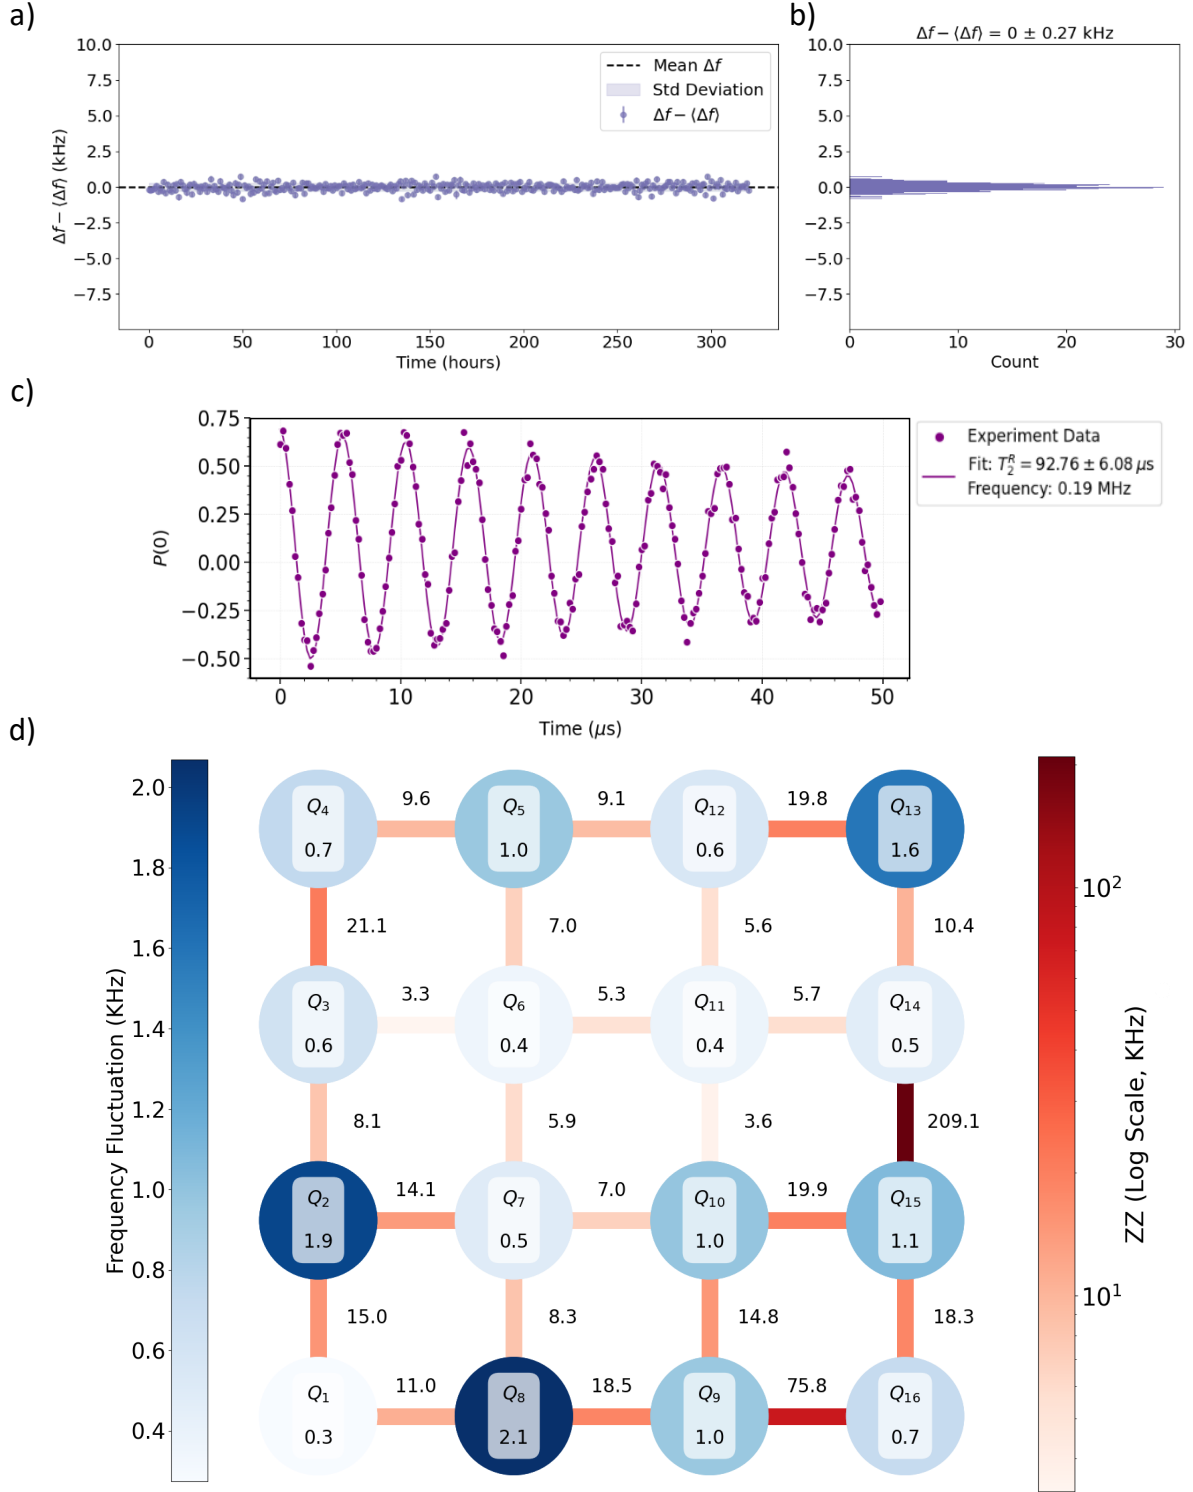 a)
10.0
7.5
5.0
2.5
0.0
−2.5
−5.0
−7.5
Δf − ⟨Δf⟩ (kHz)
Mean Δf
Std Deviation
Δf − ⟨Δf⟩
0 50 100 150 200 250 300
Time (hours)
b)
Δf − ⟨Δf⟩ = 0 ± 0.27 kHz
10.0
7.5
5.0
2.5
0.0
−2.5
−5.0
−7.5
0 10 20 30
Count
c)
0.75
0.50
0.25
0.00
−0.25
−0.50
P(0)
0 10 20 30 40 50
Time (μs)
Experiment Data
Fit: T₂ᴿ = 92.76 ± 6.08 μs
Frequency: 0.19 MHz
d)
2.0
1.8
1.6
1.4
1.2
1.0
0.8
0.6
0.4
Frequency Fluctuation (KHz)
Q₄ 9.6 Q₅ 9.1 Q₁₂ 19.8 Q₁₃
0.7 1.0 0.6 1.6
21.1 7.0 5.6 10.4
Q₃ 3.3 Q₆ 5.3 Q₁₁ 5.7 Q₁₄
0.6 0.4 0.4 0.5
8.1 5.9 3.6 209.1
Q₂ 14.1 Q₇ 7.0 Q₁₀ 19.9 Q₁₅
1.9 0.5 1.0 1.1
15.0 8.3 14.8 18.3
Q₁ 11.0 Q₈ 18.5 Q₉ 75.8 Q₁₆
0.3 2.1 1.0 0.7
10²
10¹
ZZ (Log Scale, KHz)